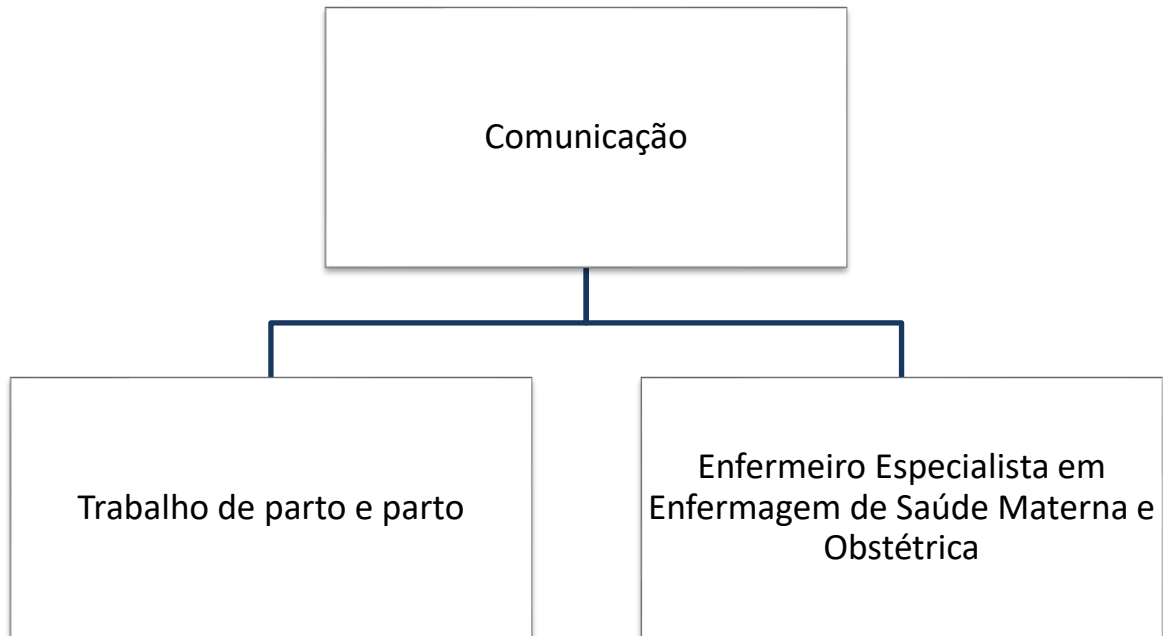 Comunicação
Trabalho de parto e parto
Enfermeiro Especialista em
Enfermagem de Saúde Materna e
Obstétrica